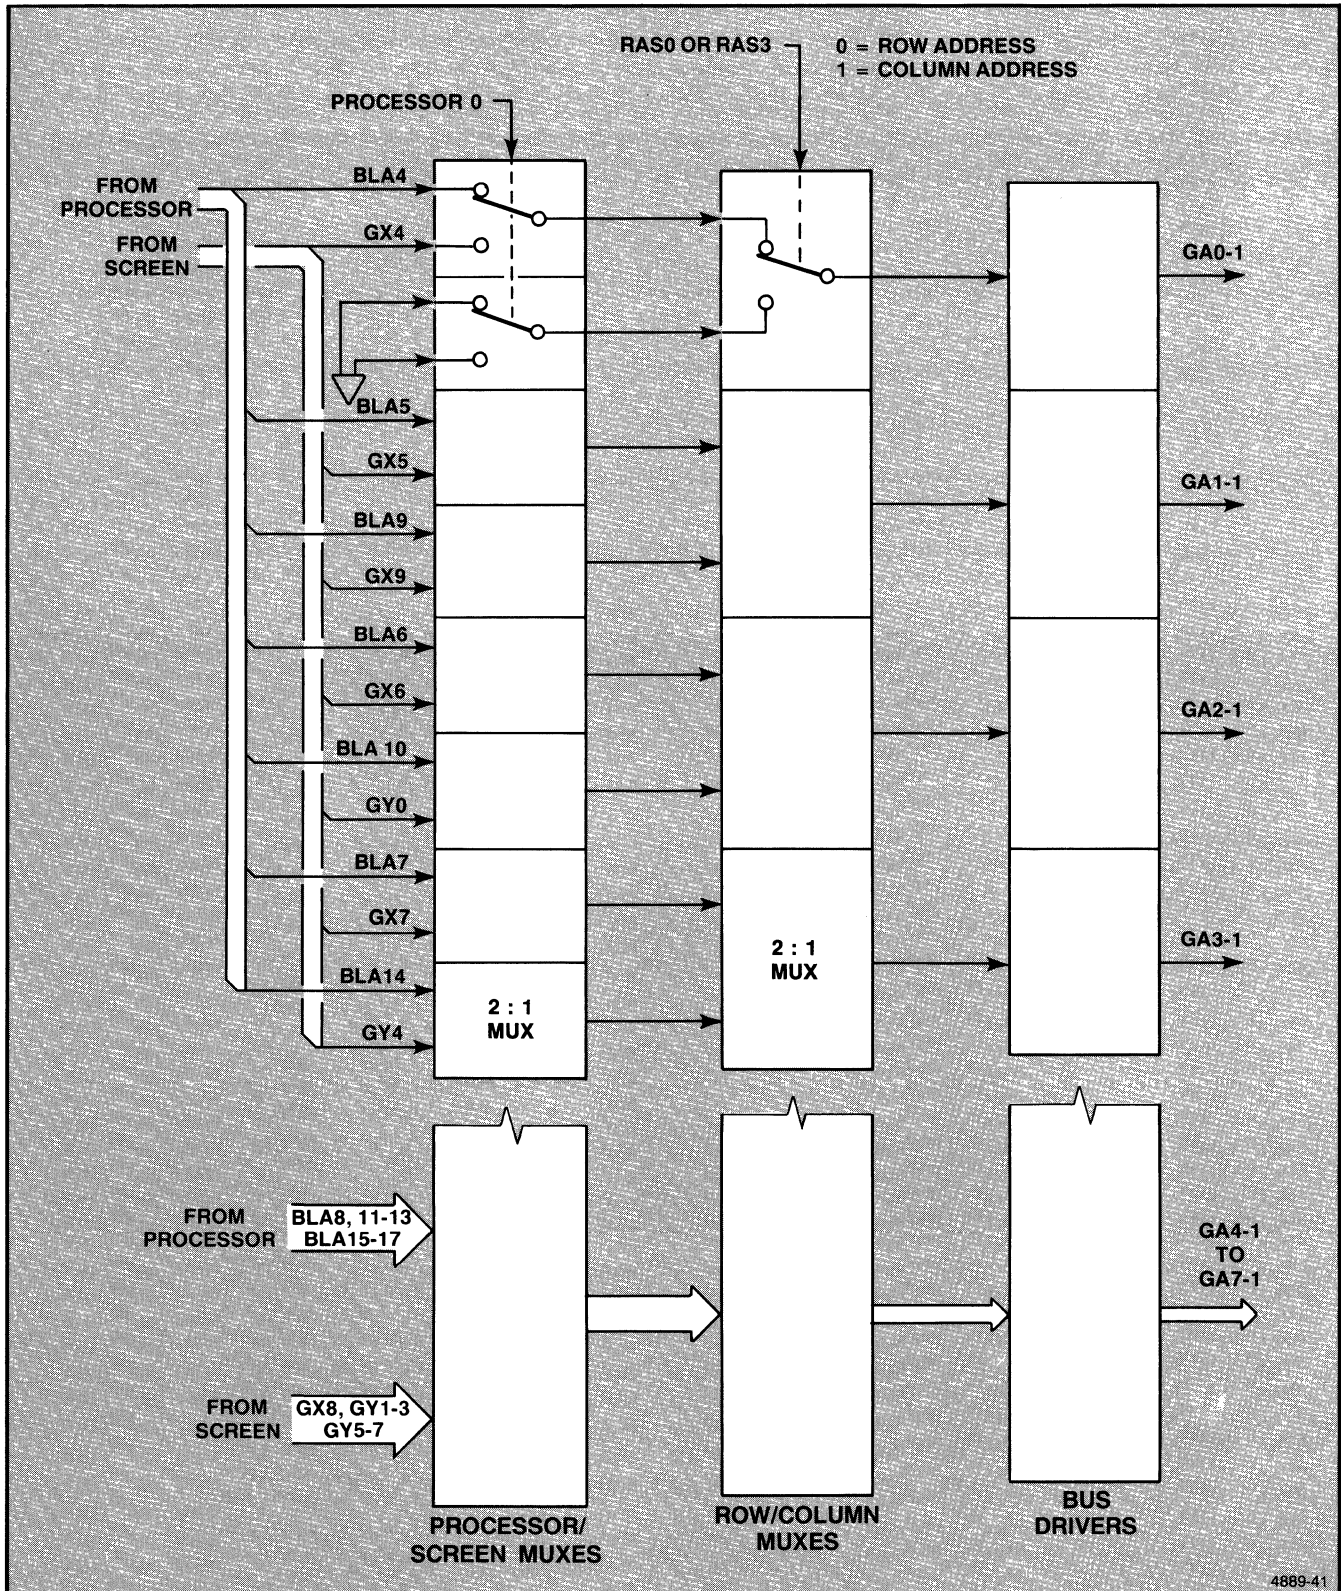 RAS0 OR RAS3
0 = ROW ADDRESS
1 = COLUMN ADDRESS
PROCESSOR 0
FROM
PROCESSOR
FROM
SCREEN
BLA4
GX4
BLA5
GX5
BLA9
GX9
BLA6
GX6
BLA 10
GY0
BLA7
GX7
BLA14
GY4
2 : 1
MUX
2 : 1
MUX
GA0-1
GA1-1
GA2-1
GA3-1
FROM
PROCESSOR
BLA8, 11-13
BLA15-17
FROM
SCREEN
GX8, GY1-3
GY5-7
GA4-1
TO
GA7-1
PROCESSOR/
SCREEN MUXES
ROW/COLUMN
MUXES
BUS
DRIVERS
4889-41